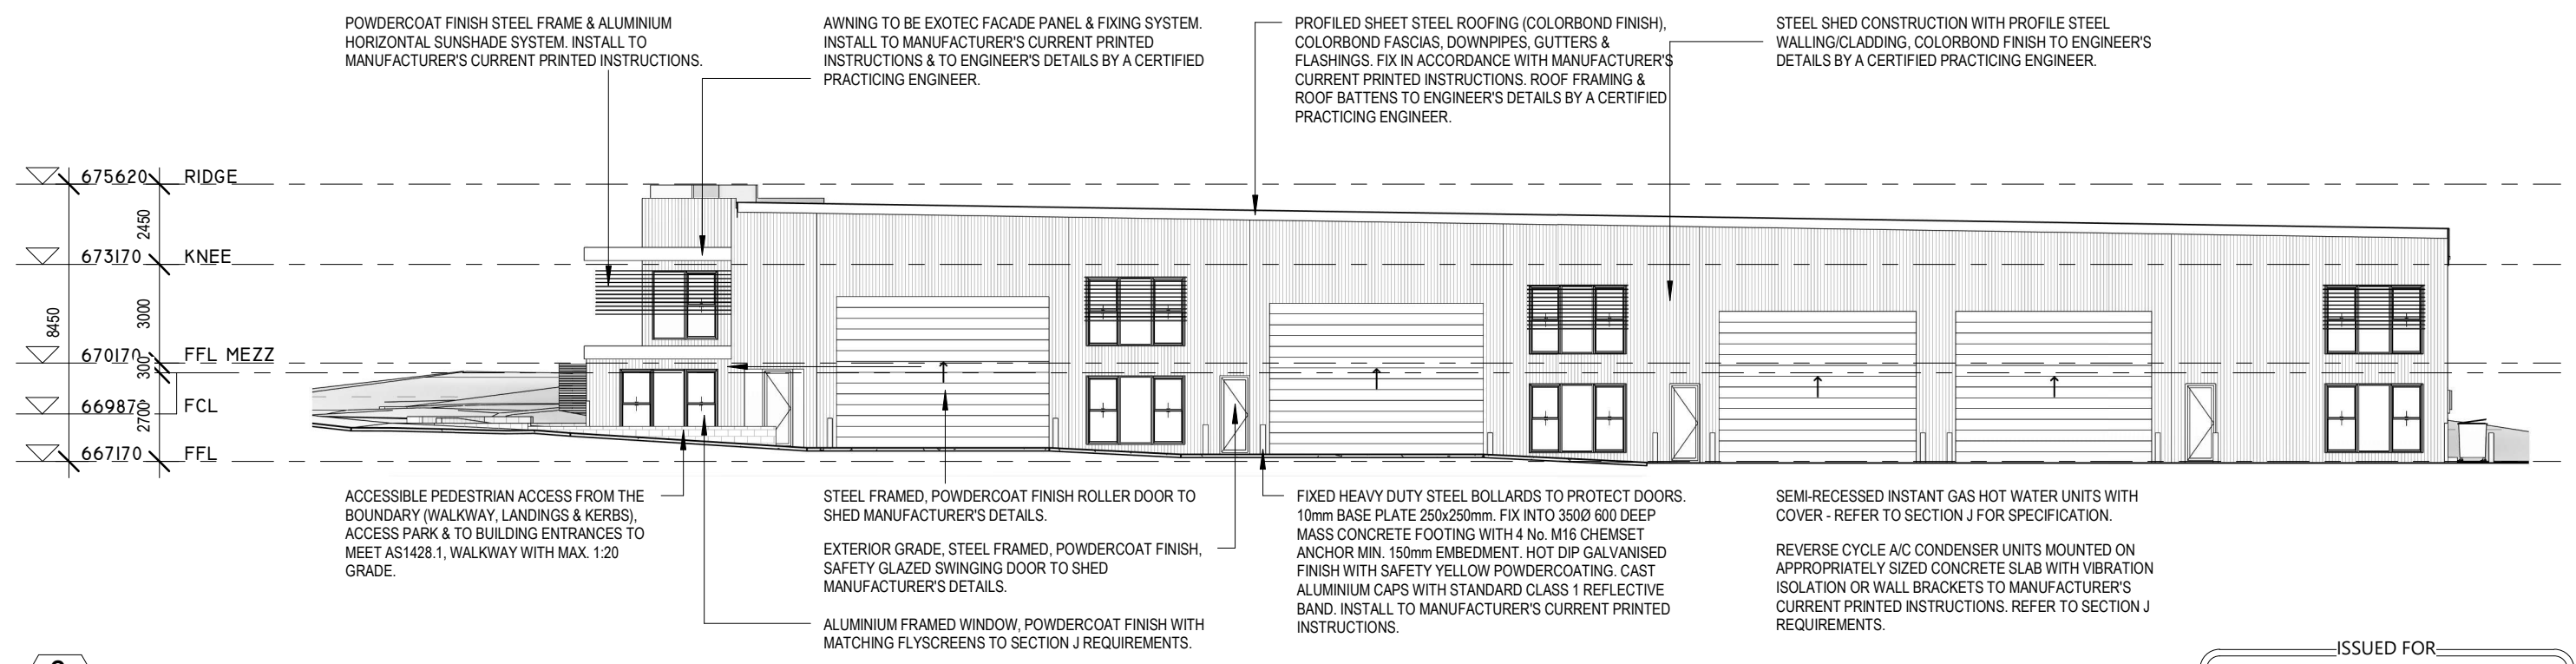 POWDERCOAT FINISH STEEL FRAME & ALUMINIUM
HORIZONTAL SUNSHADE SYSTEM. INSTALL TO
MANUFACTURER'S CURRENT PRINTED INSTRUCTIONS.
AWNING TO BE EXOTEC FACADE PANEL & FIXING SYSTEM.
INSTALL TO MANUFACTURER'S CURRENT PRINTED
INSTRUCTIONS & TO ENGINEER'S DETAILS BY A CERTIFIED
PRACTICING ENGINEER.
PROFILED SHEET STEEL ROOFING (COLORBOND FINISH),
COLORBOND FASCIAS, DOWNPIPES, GUTTERS &
FLASHINGS. FIX IN ACCORDANCE WITH MANUFACTURER'S
CURRENT PRINTED INSTRUCTIONS. ROOF FRAMING &
ROOF BATTENS TO ENGINEER'S DETAILS BY A CERTIFIED
PRACTICING ENGINEER.
STEEL SHED CONSTRUCTION WITH PROFILE STEEL
WALLING/CLADDING, COLORBOND FINISH TO ENGINEER'S
DETAILS BY A CERTIFIED PRACTICING ENGINEER.
675620 RIDGE
2450
673170 KNEE
3000
8450
670170 FFL MEZZ
300
669870 FCL
2700
667170 FFL
ACCESSIBLE PEDESTRIAN ACCESS FROM THE
BOUNDARY (WALKWAY, LANDINGS & KERBS),
ACCESS PARK & TO BUILDING ENTRANCES TO
MEET AS1428.1, WALKWAY WITH MAX. 1:20
GRADE.
STEEL FRAMED, POWDERCOAT FINISH ROLLER DOOR TO
SHED MANUFACTURER'S DETAILS.
EXTERIOR GRADE, STEEL FRAMED, POWDERCOAT FINISH,
SAFETY GLAZED SWINGING DOOR TO SHED
MANUFACTURER'S DETAILS.
ALUMINIUM FRAMED WINDOW, POWDERCOAT FINISH WITH
MATCHING FLYSCREENS TO SECTION J REQUIREMENTS.
FIXED HEAVY DUTY STEEL BOLLARDS TO PROTECT DOORS.
10mm BASE PLATE 250x250mm. FIX INTO 350Ø 600 DEEP
MASS CONCRETE FOOTING WITH 4 No. M16 CHEMSET
ANCHOR MIN. 150mm EMBEDMENT. HOT DIP GALVANISED
FINISH WITH SAFETY YELLOW POWDERCOATING. CAST
ALUMINIUM CAPS WITH STANDARD CLASS 1 REFLECTIVE
BAND. INSTALL TO MANUFACTURER'S CURRENT PRINTED
INSTRUCTIONS.
SEMI-RECESSED INSTANT GAS HOT WATER UNITS WITH
COVER - REFER TO SECTION J FOR SPECIFICATION.
REVERSE CYCLE A/C CONDENSER UNITS MOUNTED ON
APPROPRIATELY SIZED CONCRETE SLAB WITH VIBRATION
ISOLATION OR WALL BRACKETS TO MANUFACTURER'S
CURRENT PRINTED INSTRUCTIONS. REFER TO SECTION J
REQUIREMENTS.
ISSUED FOR